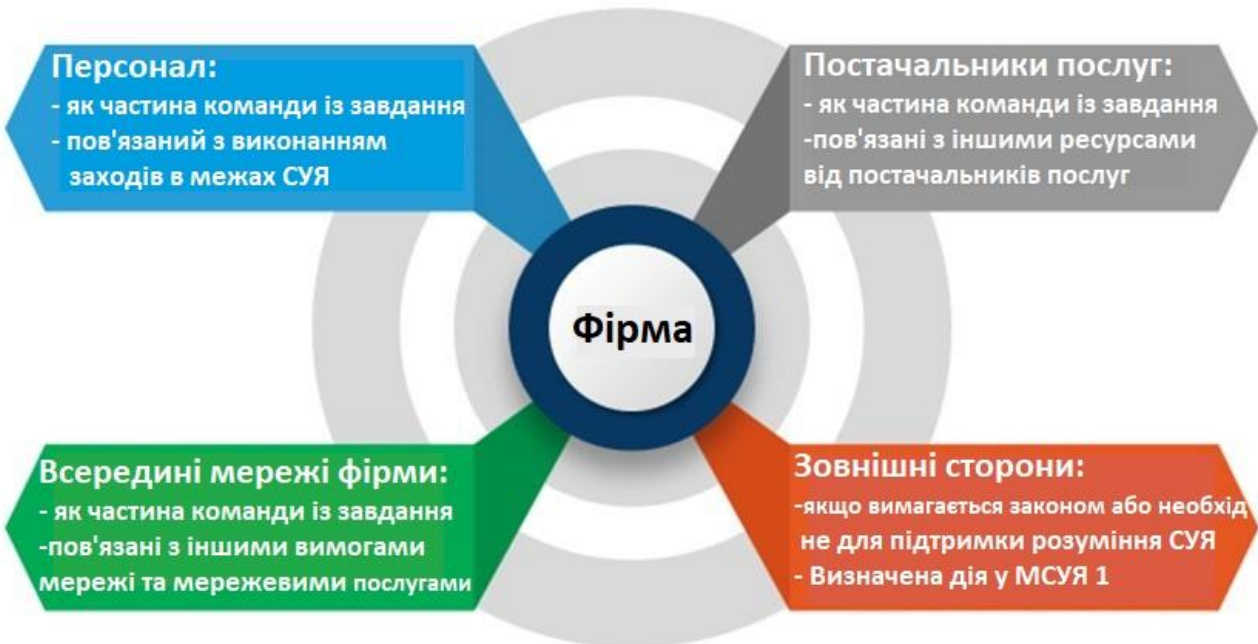 Персонал:
- як частина команди із завдання
- пов'язаний з виконанням
заходів в межах СУЯ
Постачальники послуг:
- як частина команди із завдання
-пов'язані з іншими ресурсами
від постачальників послуг
Фірма
Всередині мережі фірми:
- як частина команди із завдання
-пов'язані з іншими вимогами
мережі та мережевими послугами
Зовнішні сторони:
-якщо вимагається законом або необхід
не для підтримки розуміння СУЯ
- Визначена дія у МСУЯ 1